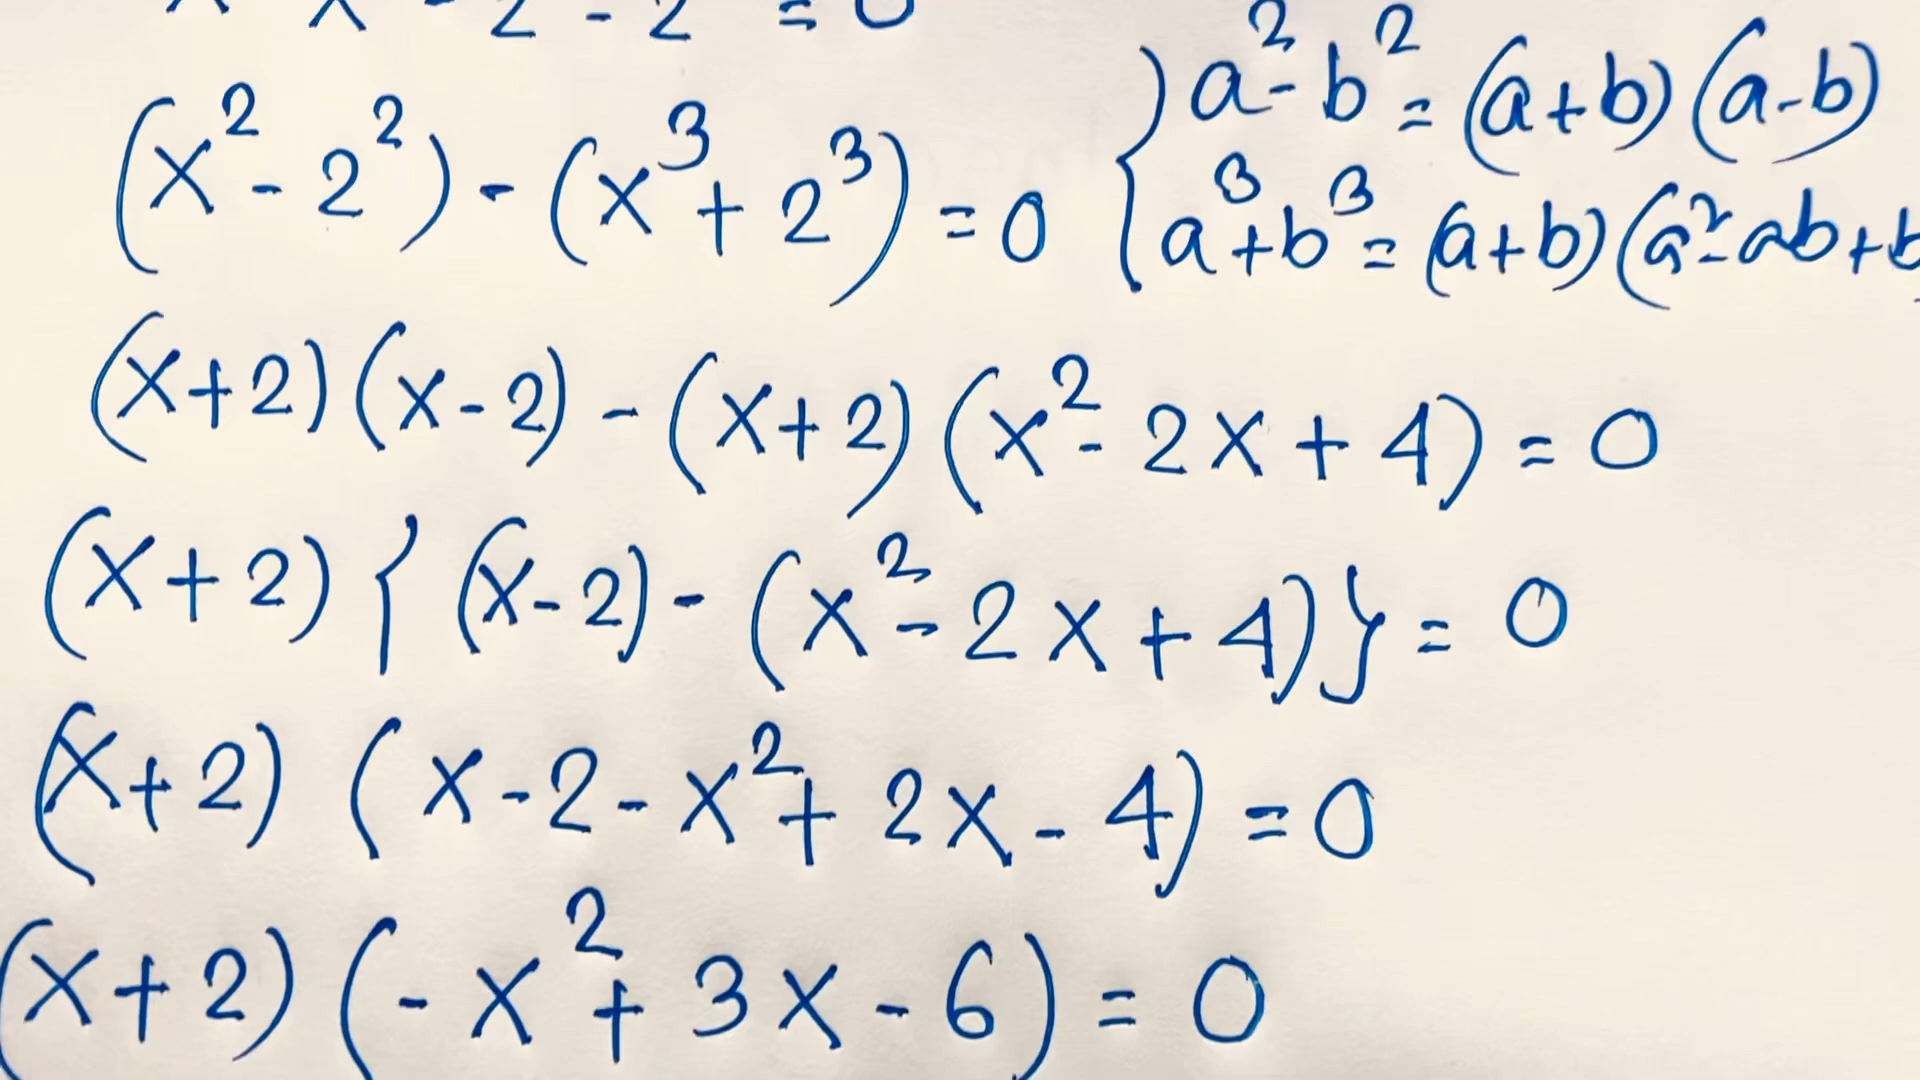 (x² - 2²) - (x³ + 2³) = 0
a² - b² = (a+b)(a-b)
a³ + b³ = (a+b)(a² - ab + b
(x+2)(x-2) - (x+2)(x² - 2x + 4) = 0
(x+2){(x-2) - (x² - 2x + 4)} = 0
(x+2)(x - 2 - x² + 2x - 4) = 0
(x+2)(-x² + 3x - 6) = 0